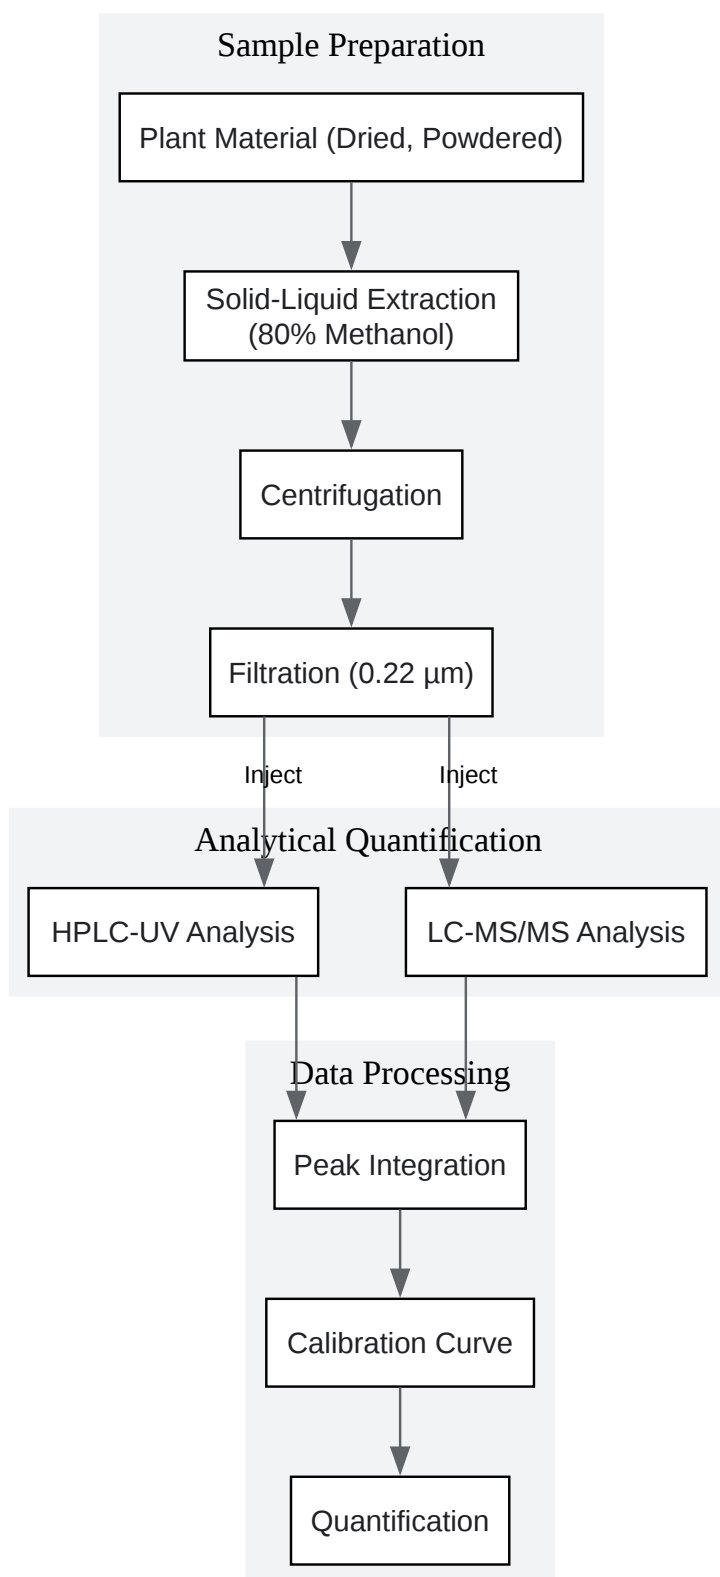 Sample Preparation
Plant Material (Dried, Powdered)
Solid-Liquid Extraction
(80% Methanol)
Centrifugation
Filtration (0.22 µm)
Inject
Inject
Analytical Quantification
HPLC-UV Analysis
LC-MS/MS Analysis
Data Processing
Peak Integration
Calibration Curve
Quantification